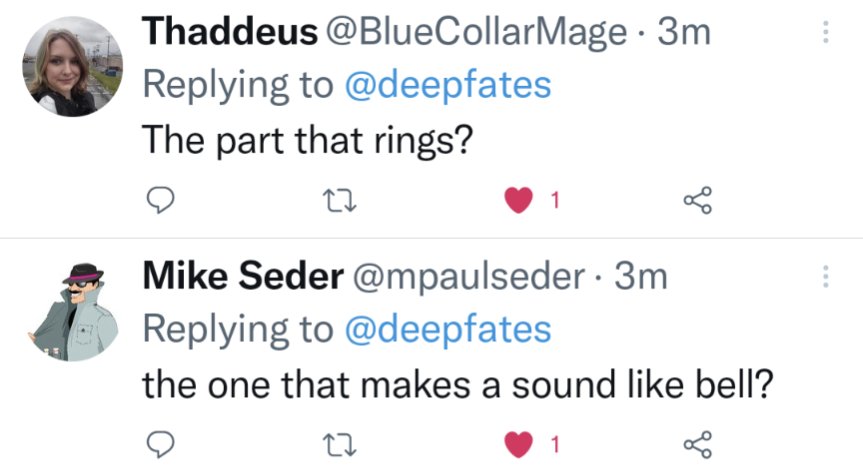 Thaddeus @BlueCollarMage · 3m
Replying to @deepfates
The part that rings?
1
Mike Seder @mpaulseder · 3m
Replying to @deepfates
the one that makes a sound like bell?
1